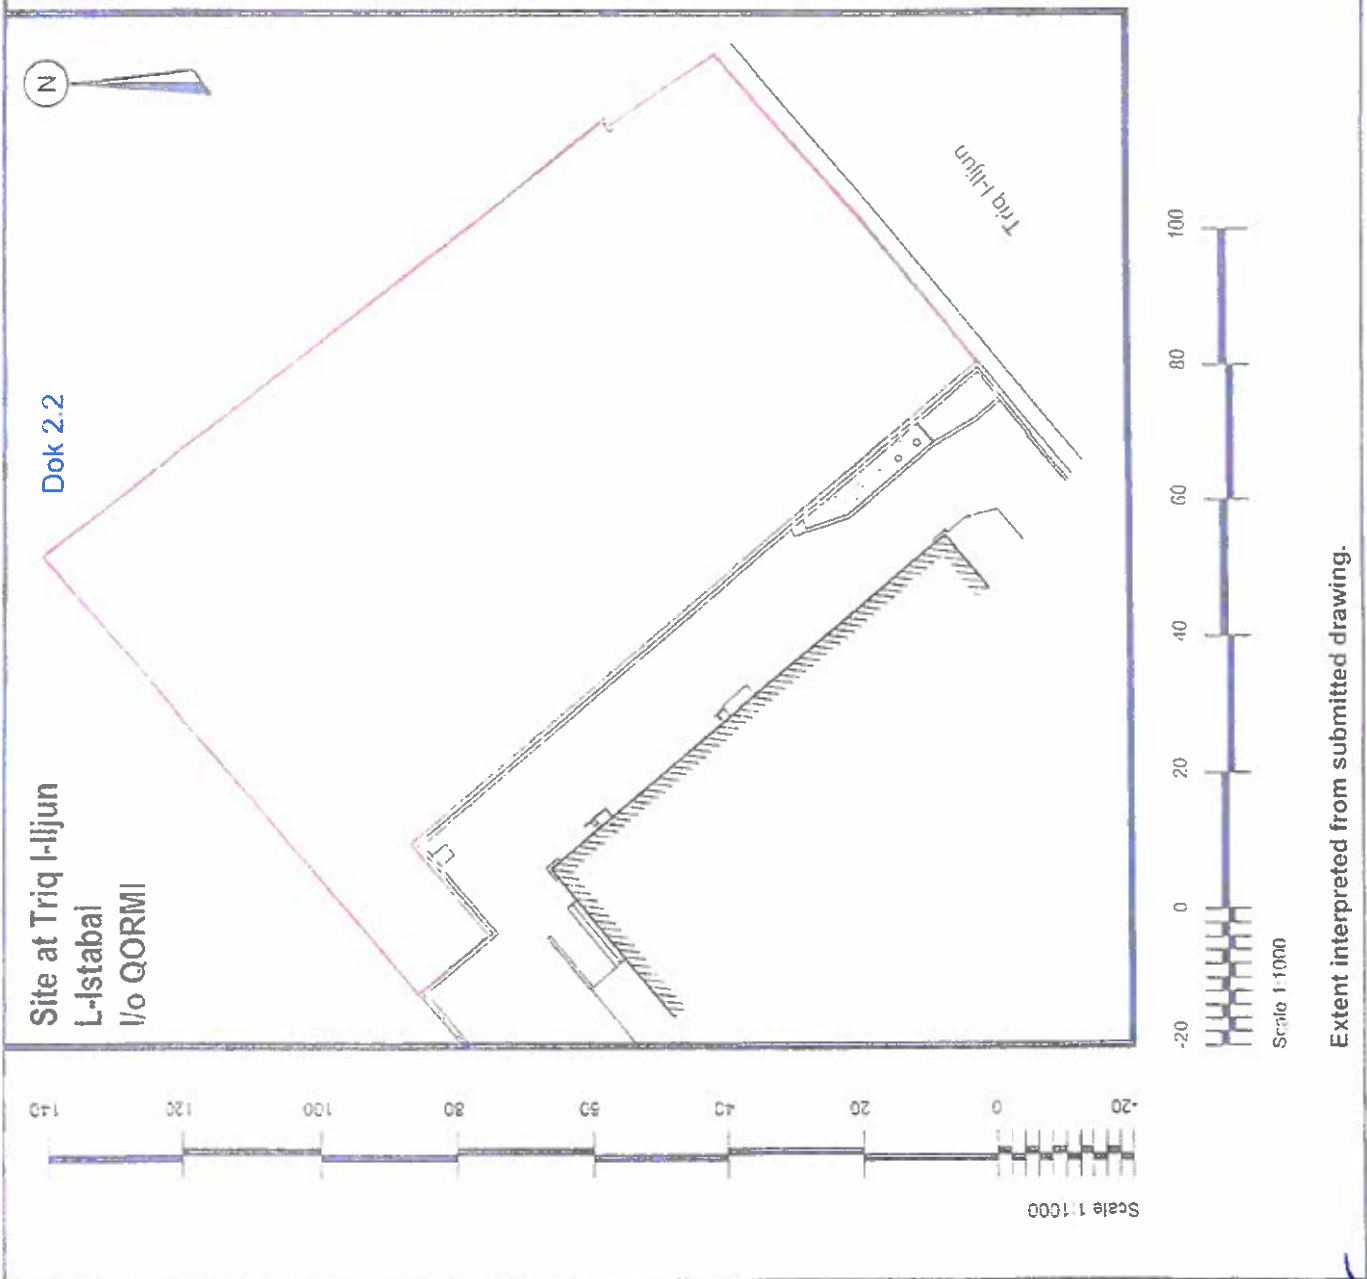 Site at Triq l-Iljun
L-Istabal
l/o QORMI
Dok 2.2
N
Triq l-Iljun
140
120
100
80
60
40
20
0
-20
Scale 1:1000
-20
0
20
40
60
80
100
Scale 1:1000
Extent interpreted from submitted drawing.